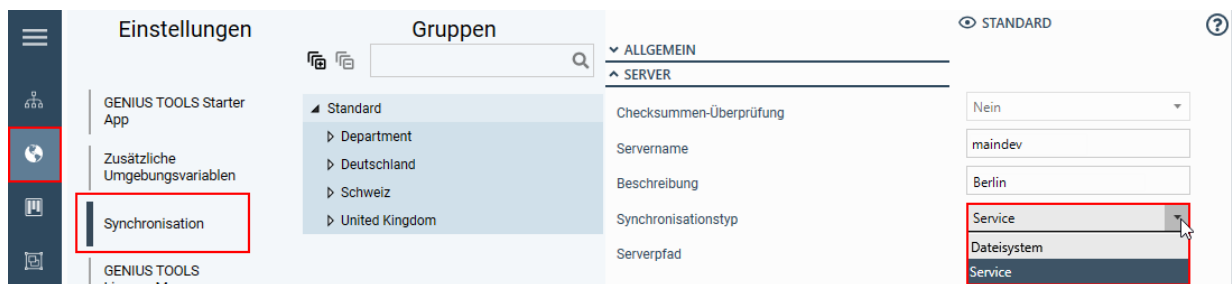 Einstellungen
Gruppen
STANDARD
ALLGEMEIN
SERVER
GENIUS TOOLS Starter
App
Zusätzliche
Umgebungsvariablen
Synchronisation
GENIUS TOOLS
Standard
Department
Deutschland
Schweiz
United Kingdom
Checksummen-Überprüfung
Nein
Servername
maindev
Beschreibung
Berlin
Synchronisationstyp
Service
Serverpfad
Dateisystem
Service